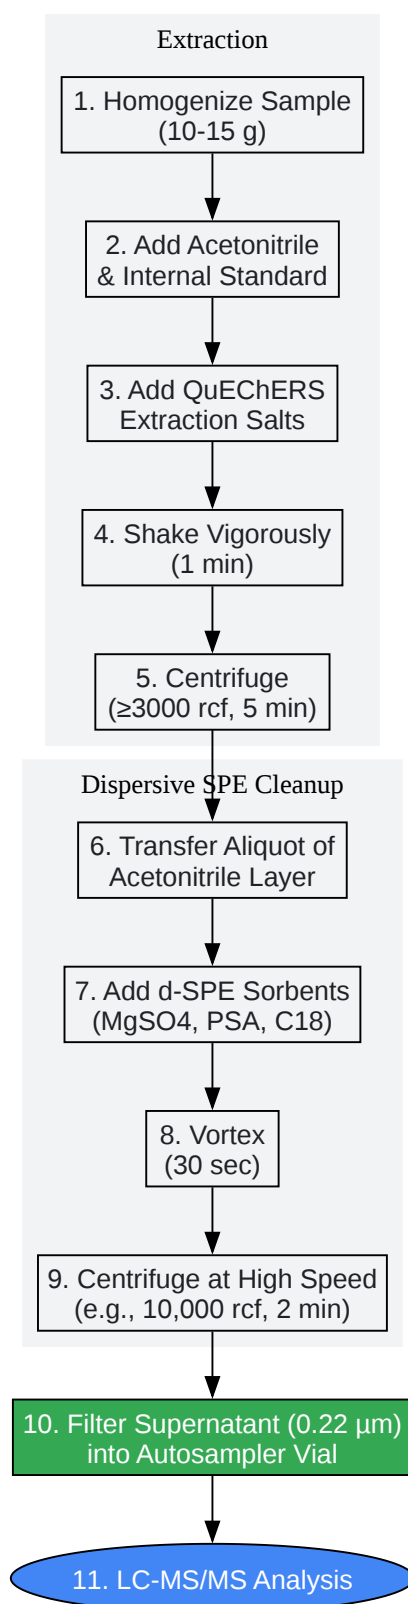 Extraction
1. Homogenize Sample
(10-15 g)
2. Add Acetonitrile
& Internal Standard
3. Add QuEChERS
Extraction Salts
4. Shake Vigorously
(1 min)
5. Centrifuge
(≥3000 rcf, 5 min)
Dispersive SPE Cleanup
6. Transfer Aliquot of
Acetonitrile Layer
7. Add d-SPE Sorbents
(MgSO4, PSA, C18)
8. Vortex
(30 sec)
9. Centrifuge at High Speed
(e.g., 10,000 rcf, 2 min)
10. Filter Supernatant (0.22 µm)
into Autosampler Vial
11. LC-MS/MS Analysis